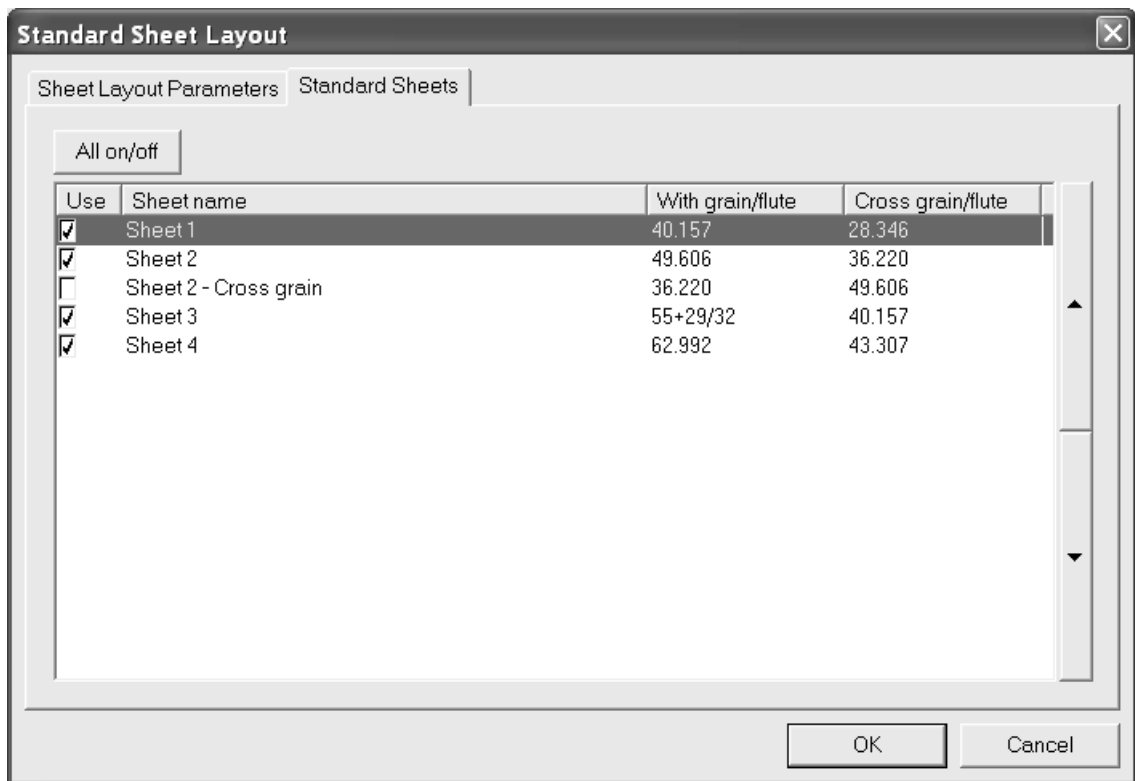 Standard Sheet Layout
Sheet Layout Parameters Standard Sheets
All on/off
Use Sheet name With grain/flute Cross grain/flute
Sheet 1 40.157 28.346
Sheet 2 49.606 36.220
Sheet 2 - Cross grain 36.220 49.606
Sheet 3 55+29/32 40.157
Sheet 4 62.992 43.307
OK Cancel